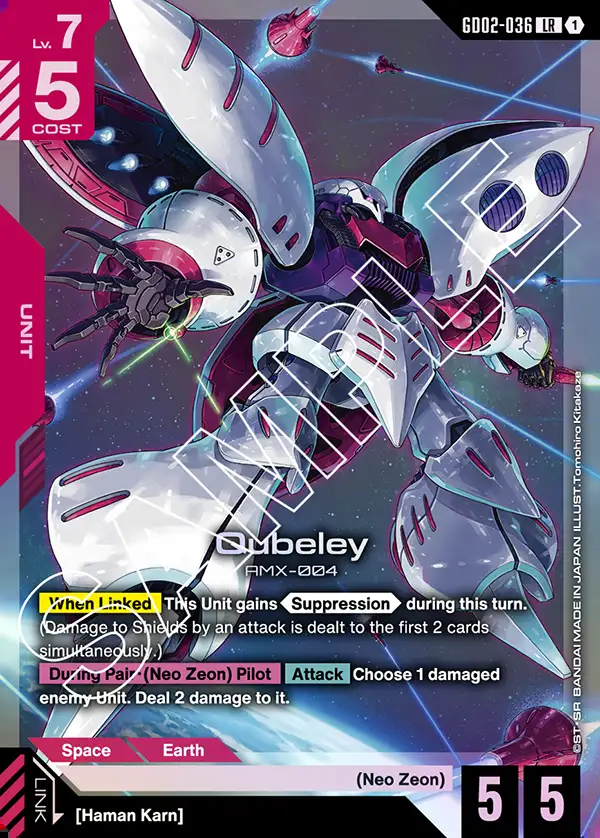 GD02-036 LR 1
Lv. 7
5
COST
UNIT
SAMPLE
Qubeley
AMX-004
When Linked This Unit gains Suppression during this turn.
(Damage to Shields by an attack is dealt to the first 2 cards
simultaneously.)
During Pair･(Neo Zeon) Pilot Attack Choose 1 damaged
enemy Unit. Deal 2 damage to it.
Space Earth
(Neo Zeon)
LINK
[Haman Karn]
5 5
©ST･SR BANDAI MADE IN JAPAN ILLUST.Tomohiro Kitakaze